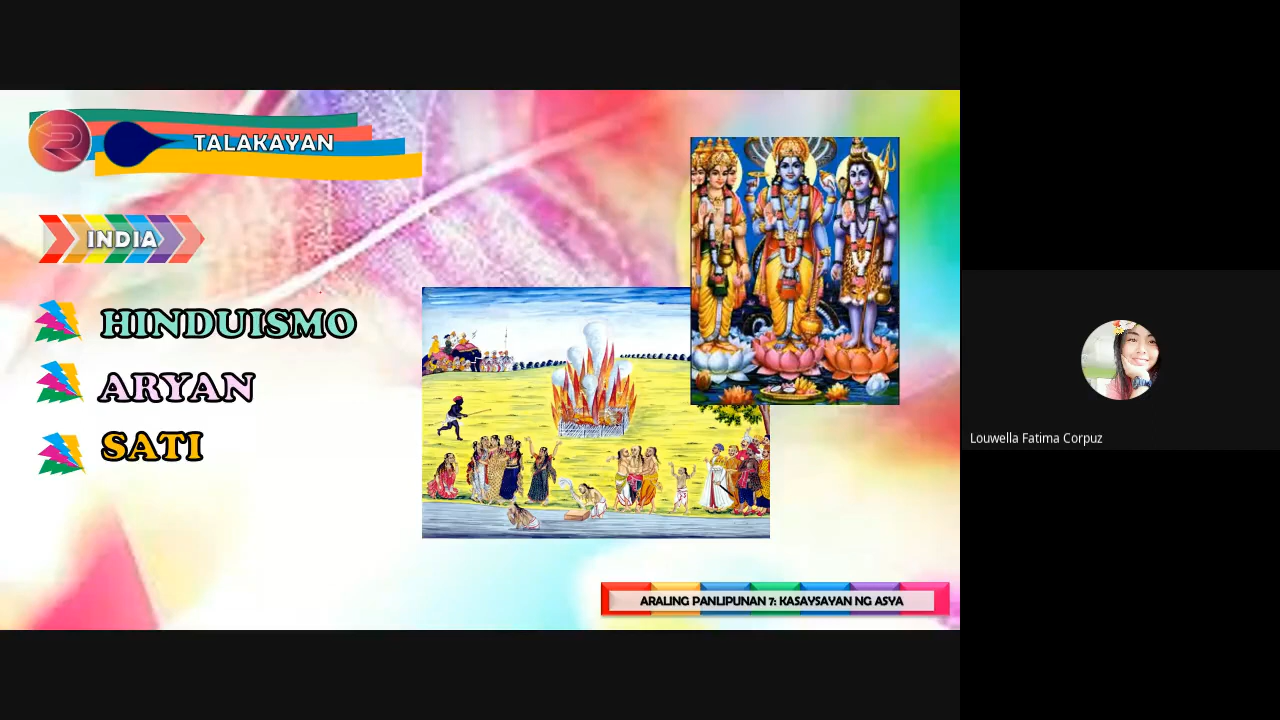 TALAKAYAN
INDIA
HINDUISMO
ARYAN
SATI
ARALING PANLIPUNAN 7: KASAYSAYAN NG ASYA
Louwella Fatima Corpuz